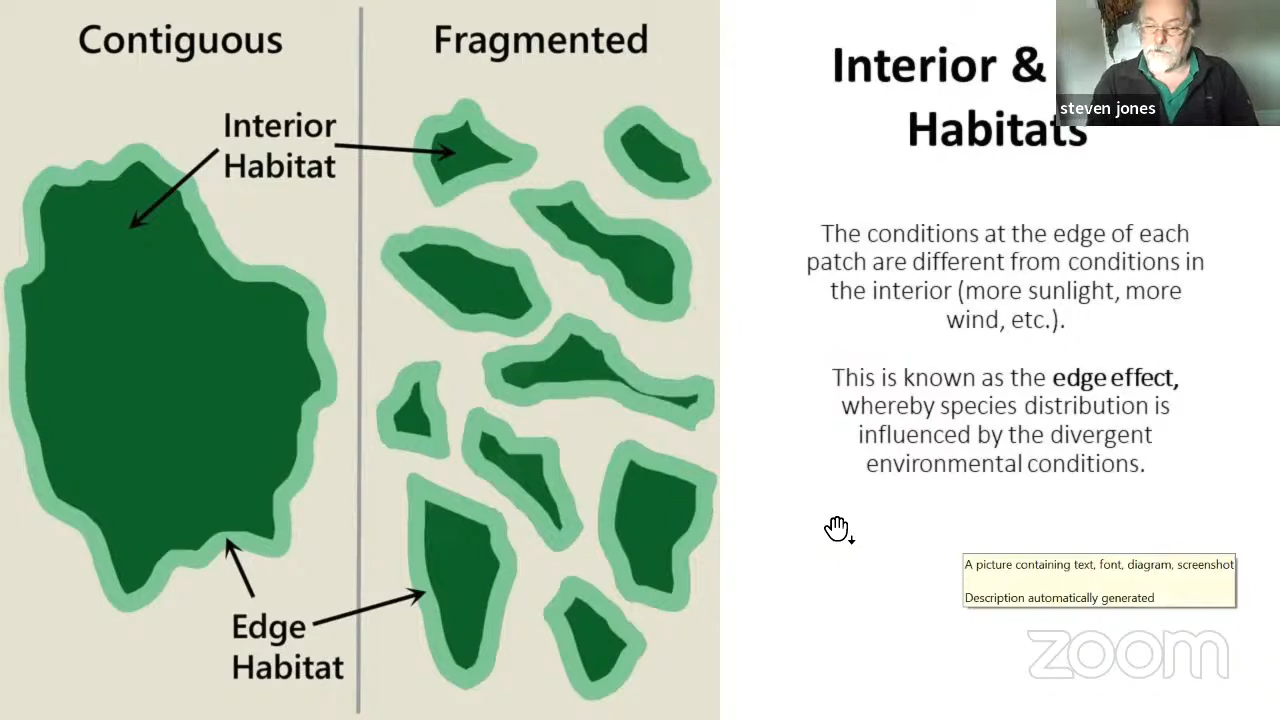 Contiguous
Fragmented
Interior
Habitat
Edge
Habitat
Interior &
Habitats
steven jones
The conditions at the edge of each
patch are different from conditions in
the interior (more sunlight, more
wind, etc.).
This is known as the edge effect,
whereby species distribution is
influenced by the divergent
environmental conditions.
A picture containing text, font, diagram, screenshot
Description automatically generated
zoom